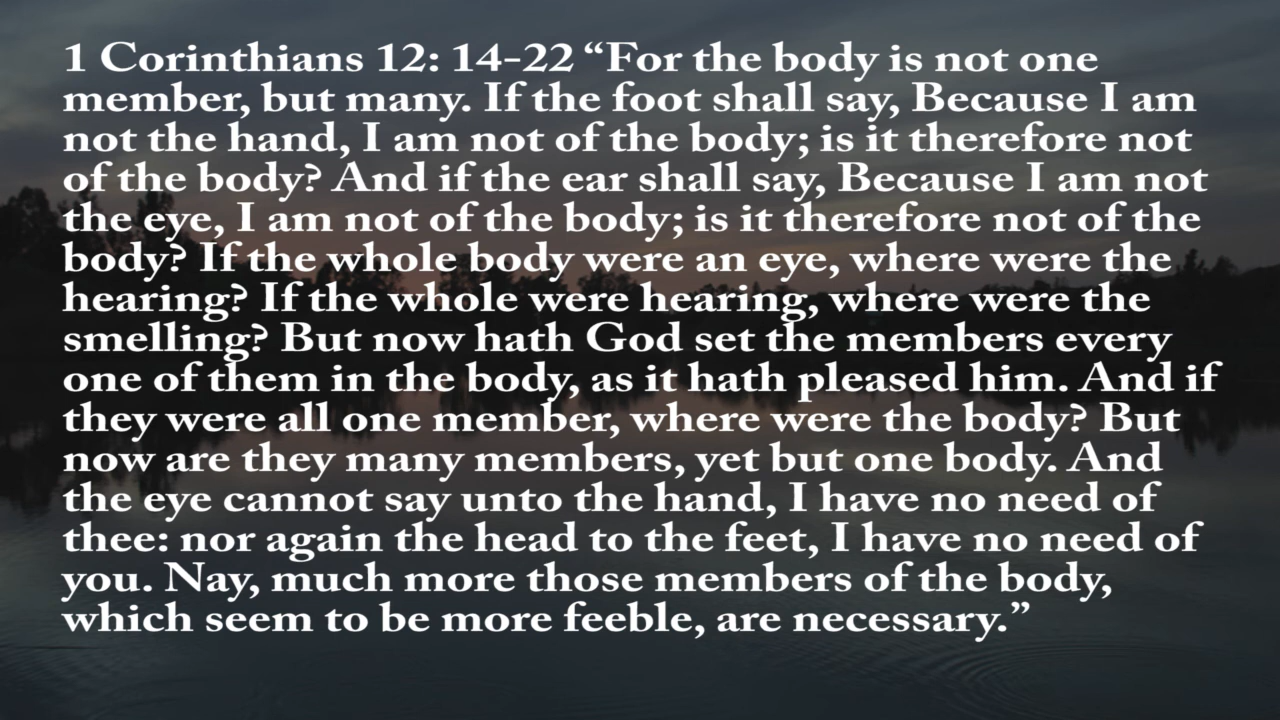 1 Corinthians 12: 14-22 “For the body is not one
member, but many. If the foot shall say, Because I am
not the hand, I am not of the body; is it therefore not
of the body? And if the ear shall say, Because I am not
the eye, I am not of the body; is it therefore not of the
body? If the whole body were an eye, where were the
hearing? If the whole were hearing, where were the
smelling? But now hath God set the members every
one of them in the body, as it hath pleased him. And if
they were all one member, where were the body? But
now are they many members, yet but one body. And
the eye cannot say unto the hand, I have no need of
thee: nor again the head to the feet, I have no need of
you. Nay, much more those members of the body,
which seem to be more feeble, are necessary.”